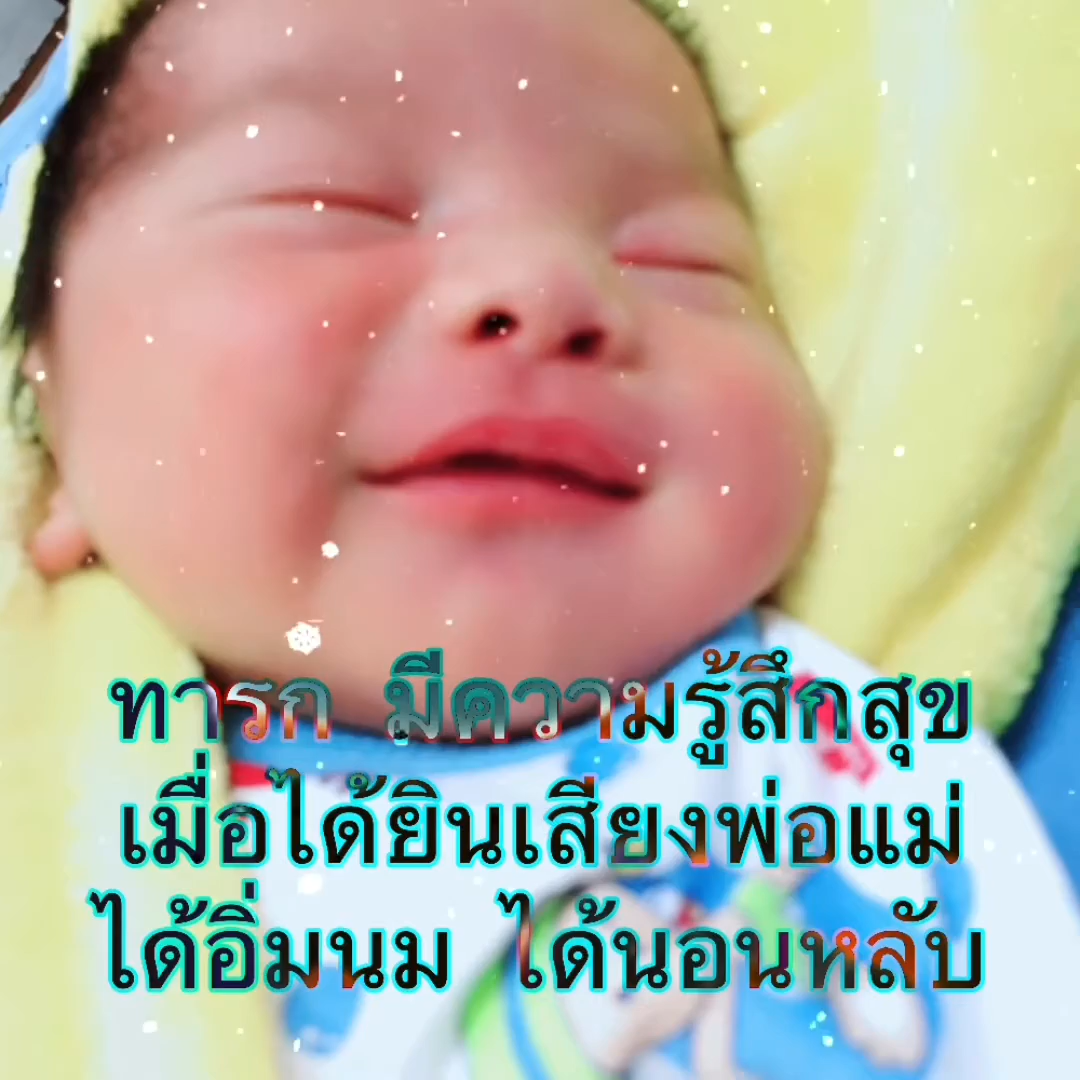 ทารก มีความรู้สึกสุข
เมื่อได้ยินเสียงพ่อแม่
ได้อิ่มนม ได้นอนหลับ